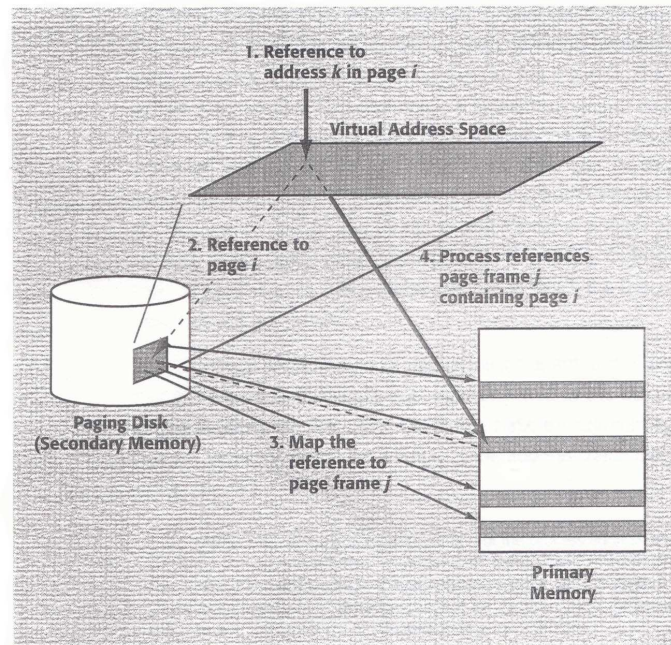 1. Reference to
address k in page i
Virtual Address Space
2. Reference to
page i
4. Process references
page frame j
containing page i
Paging Disk
(Secondary Memory)
3. Map the
reference to
page frame j
Primary
Memory